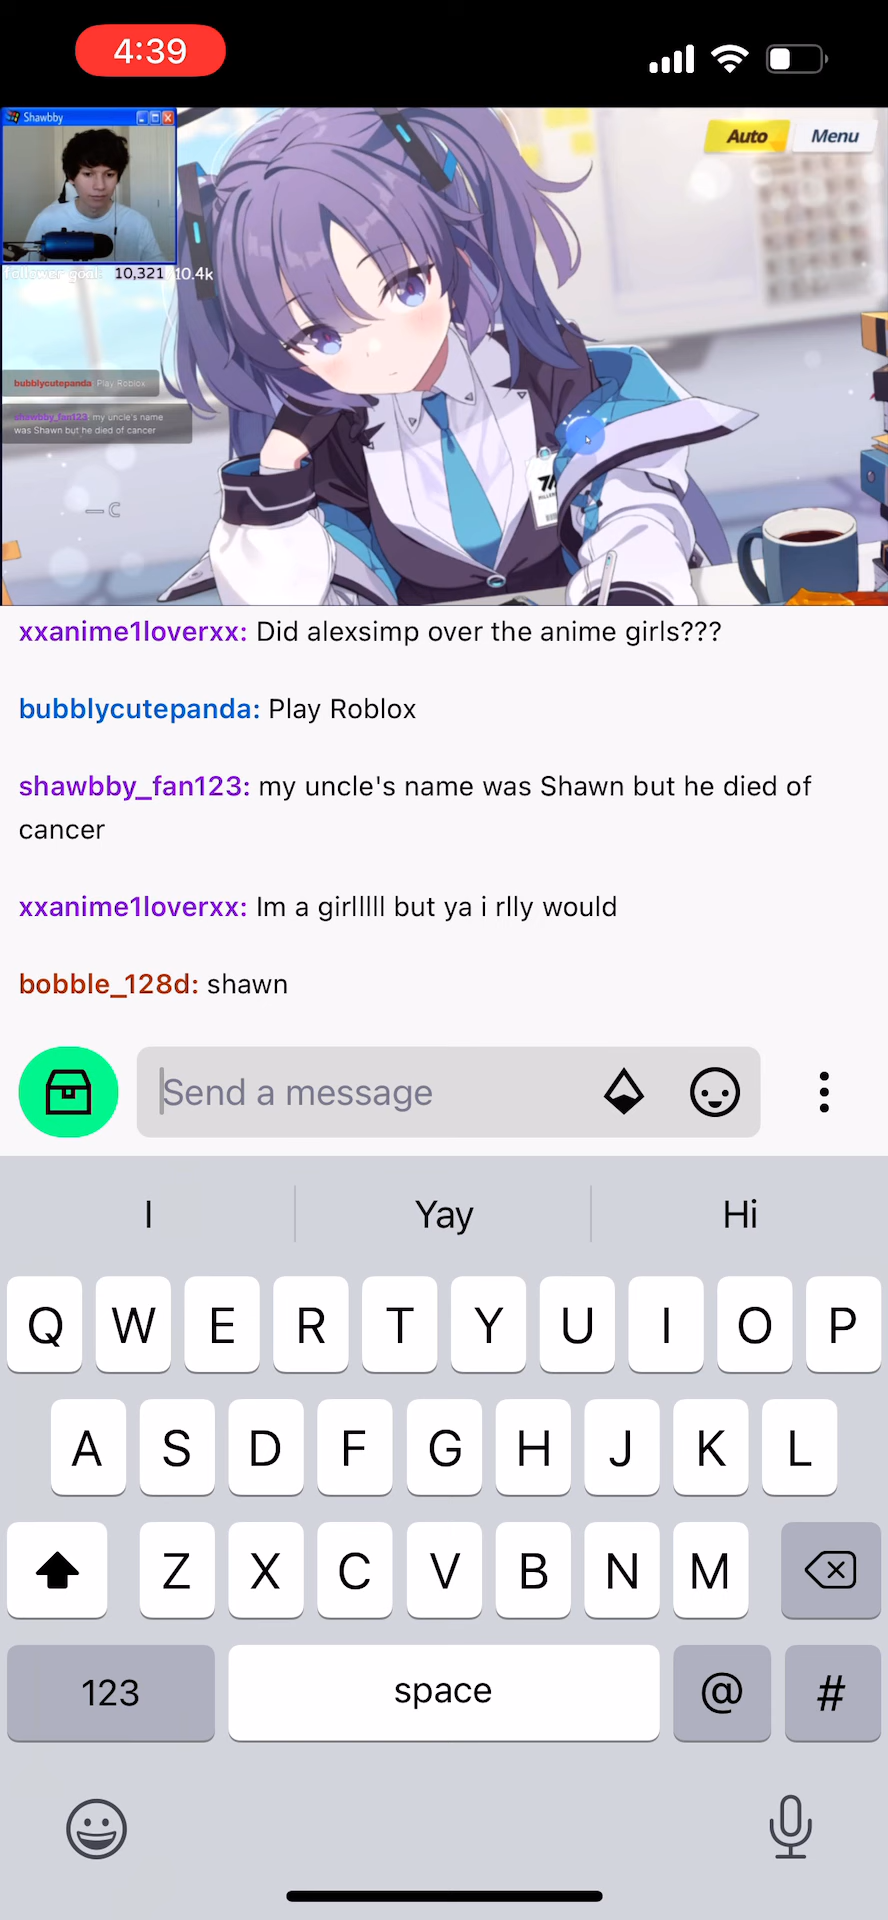 4:39
Shawbby
Auto
Menu
follower goal: 10,321 10.4k
bubblycutepanda Play Roblox
shawbby_fan123: my uncle's name
was Shawn but he died of cancer
C
xxanime1loverxx: Did alexsimp over the anime girls???
bubblycutepanda: Play Roblox
shawbby_fan123: my uncle's name was Shawn but he died of
cancer
xxanime1loverxx: Im a girlllll but ya i rlly would
bobble_128d: shawn
Send a message
I Yay Hi
Q W E R T Y U I O P
A S D F G H J K L
Z X C V B N M
123 space @ #